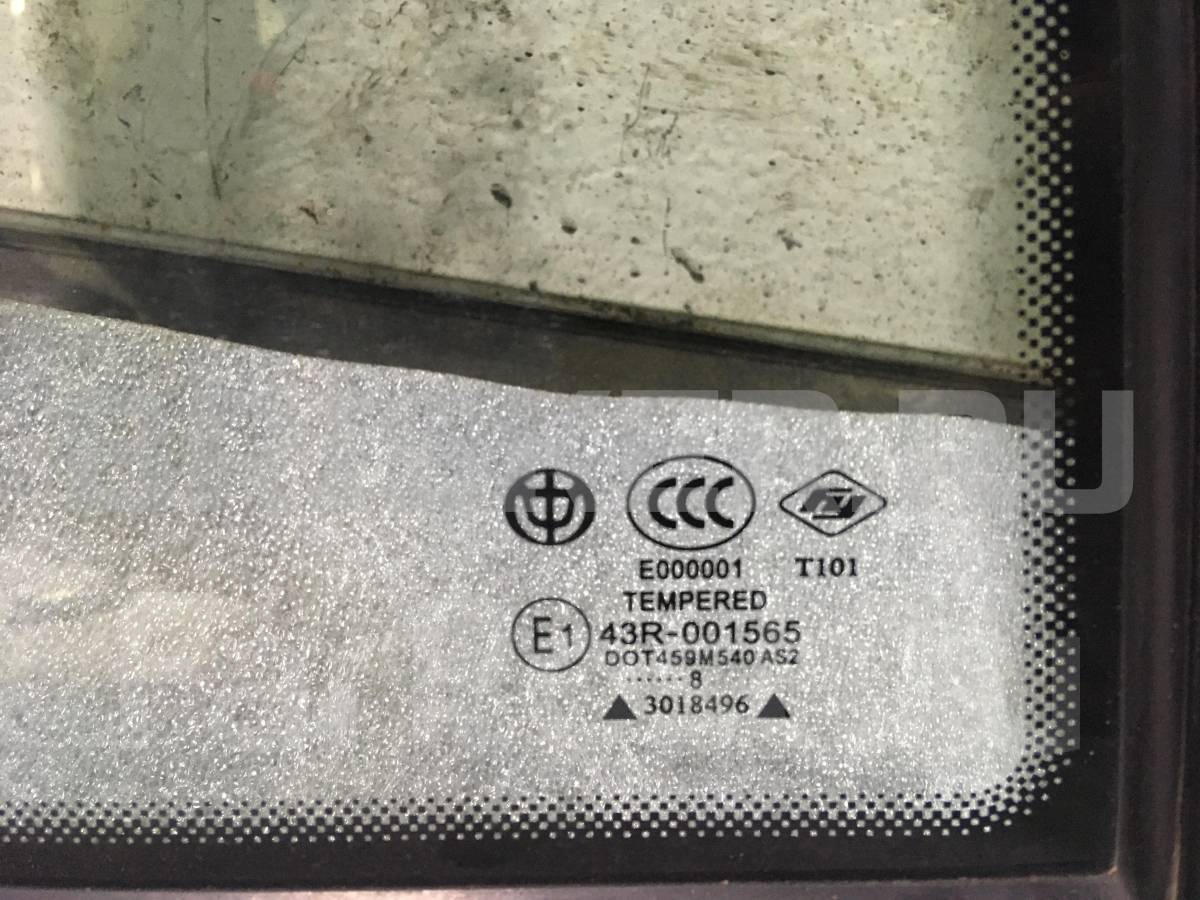 CCC
E000001 T101
TEMPERED
E1 43R-001565
DOT459M540 AS2
......8
▲ 3018496 ▲